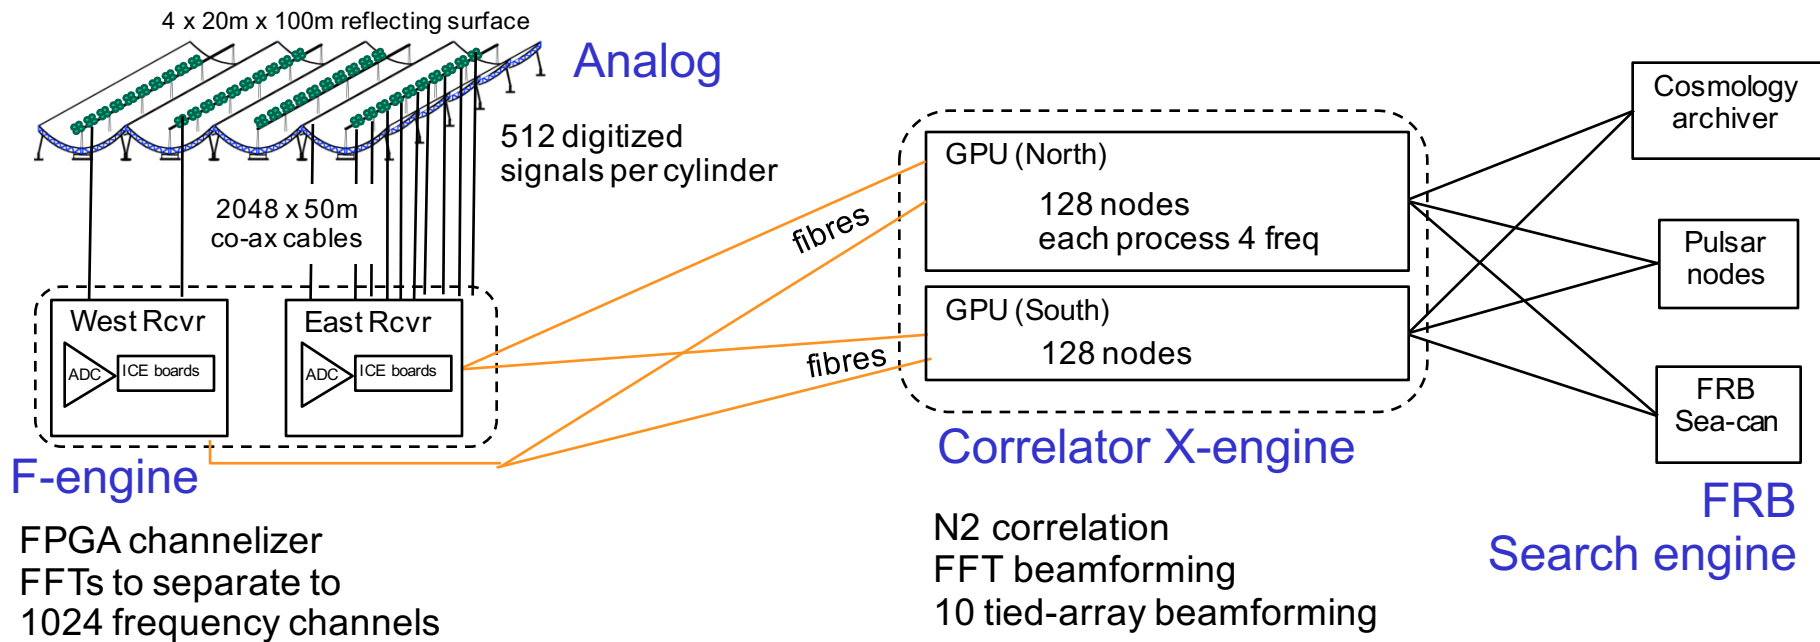 4 x 20m x 100m reflecting surface
Analog
512 digitized
signals per cylinder
2048 x 50m
co-ax cables
West Rcvr
ADC
ICE boards
East Rcvr
ADC
ICE boards
F-engine
FPGA channelizer
FFTs to separate to
1024 frequency channels
fibres
fibres
GPU (North)
128 nodes
each process 4 freq
GPU (South)
128 nodes
Correlator X-engine
N2 correlation
FFT beamforming
10 tied-array beamforming
Cosmology
archiver
Pulsar
nodes
FRB
Sea-can
FRB
Search engine